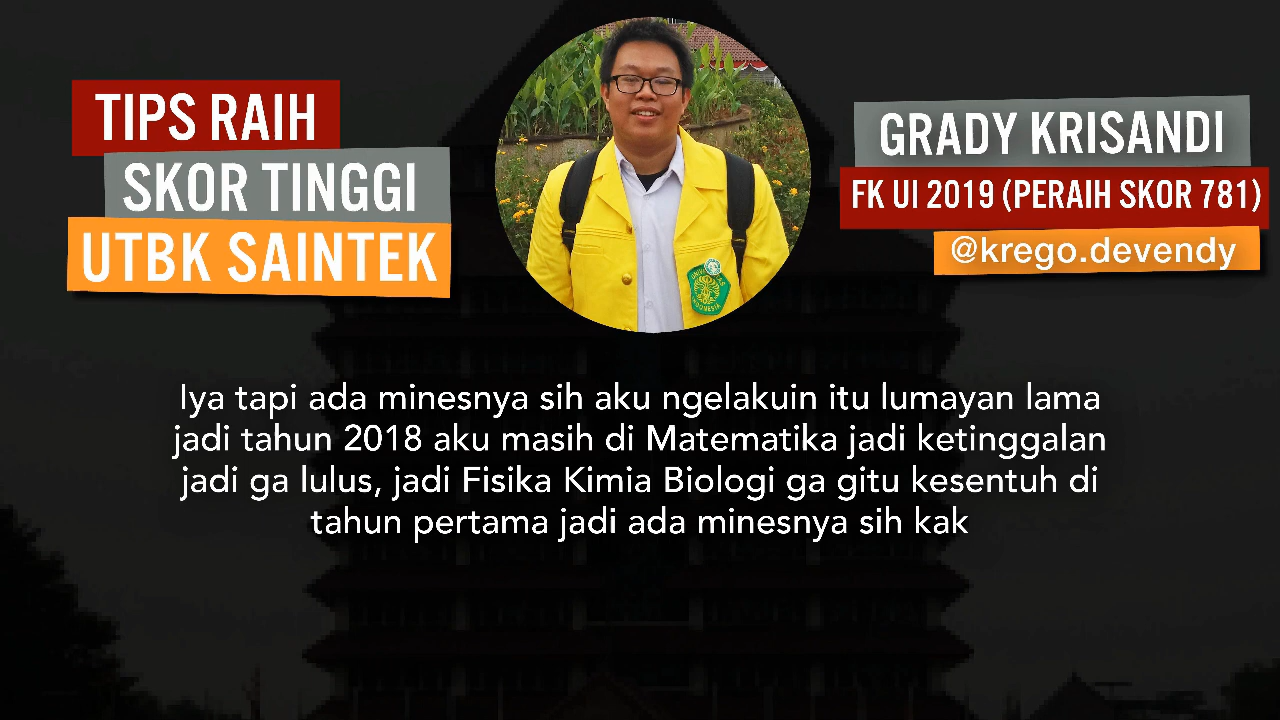 TIPS RAIH
SKOR TINGGI
UTBK SAINTEK
GRADY KRISANDI
FK UI 2019 (PERAIH SKOR 781)
@krego.devendy
UNIVERSITAS
INDONESIA
Iya tapi ada minesnya sih aku ngelakuin itu lumayan lama
jadi tahun 2018 aku masih di Matematika jadi ketinggalan
jadi ga lulus, jadi Fisika Kimia Biologi ga gitu kesentuh di
tahun pertama jadi ada minesnya sih kak